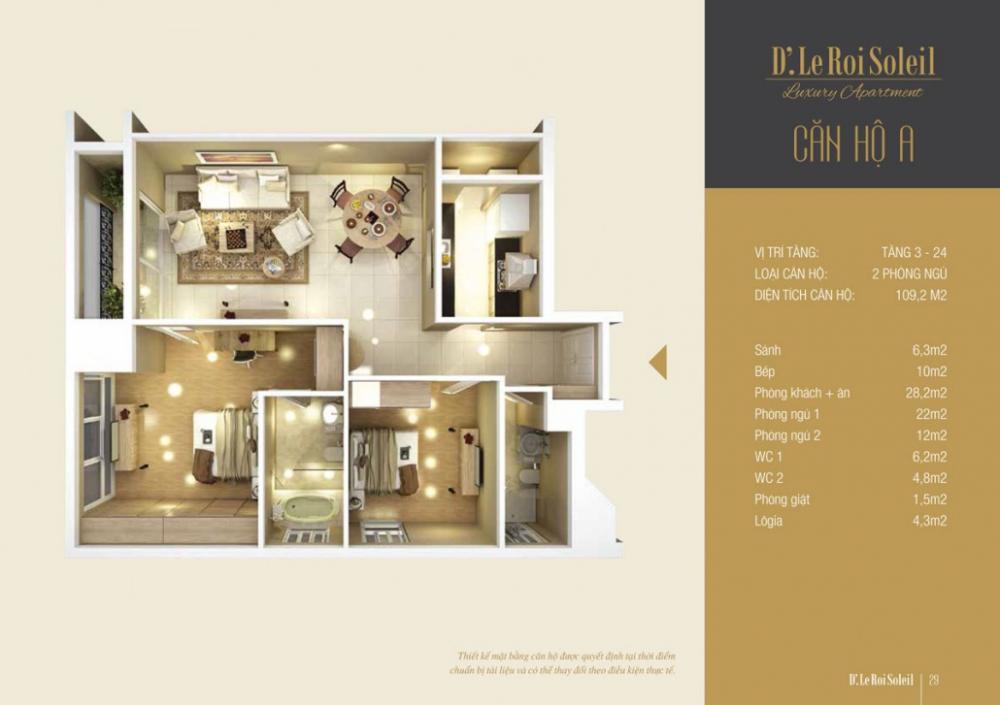 D'. Le Roi Soleil
Luxury Apartment
CĂN HỘ A
VỊ TRÍ TẦNG: TẦNG 3 - 24
LOẠI CĂN HỘ: 2 PHÒNG NGỦ
DIỆN TÍCH CĂN HỘ: 109,2 M2
Sảnh 6,3m2
Bếp 10m2
Phòng khách + ăn 28,2m2
Phòng ngủ 1 22m2
Phòng ngủ 2 12m2
WC 1 6,2m2
WC 2 4,8m2
Phòng giặt 1,5m2
Lôgia 4,3m2
Thiết kế mặt bằng căn hộ được quyết định tại thời điểm
chuẩn bị tài liệu và có thể thay đổi theo điều kiện thực tế.
D'. Le Roi Soleil 29